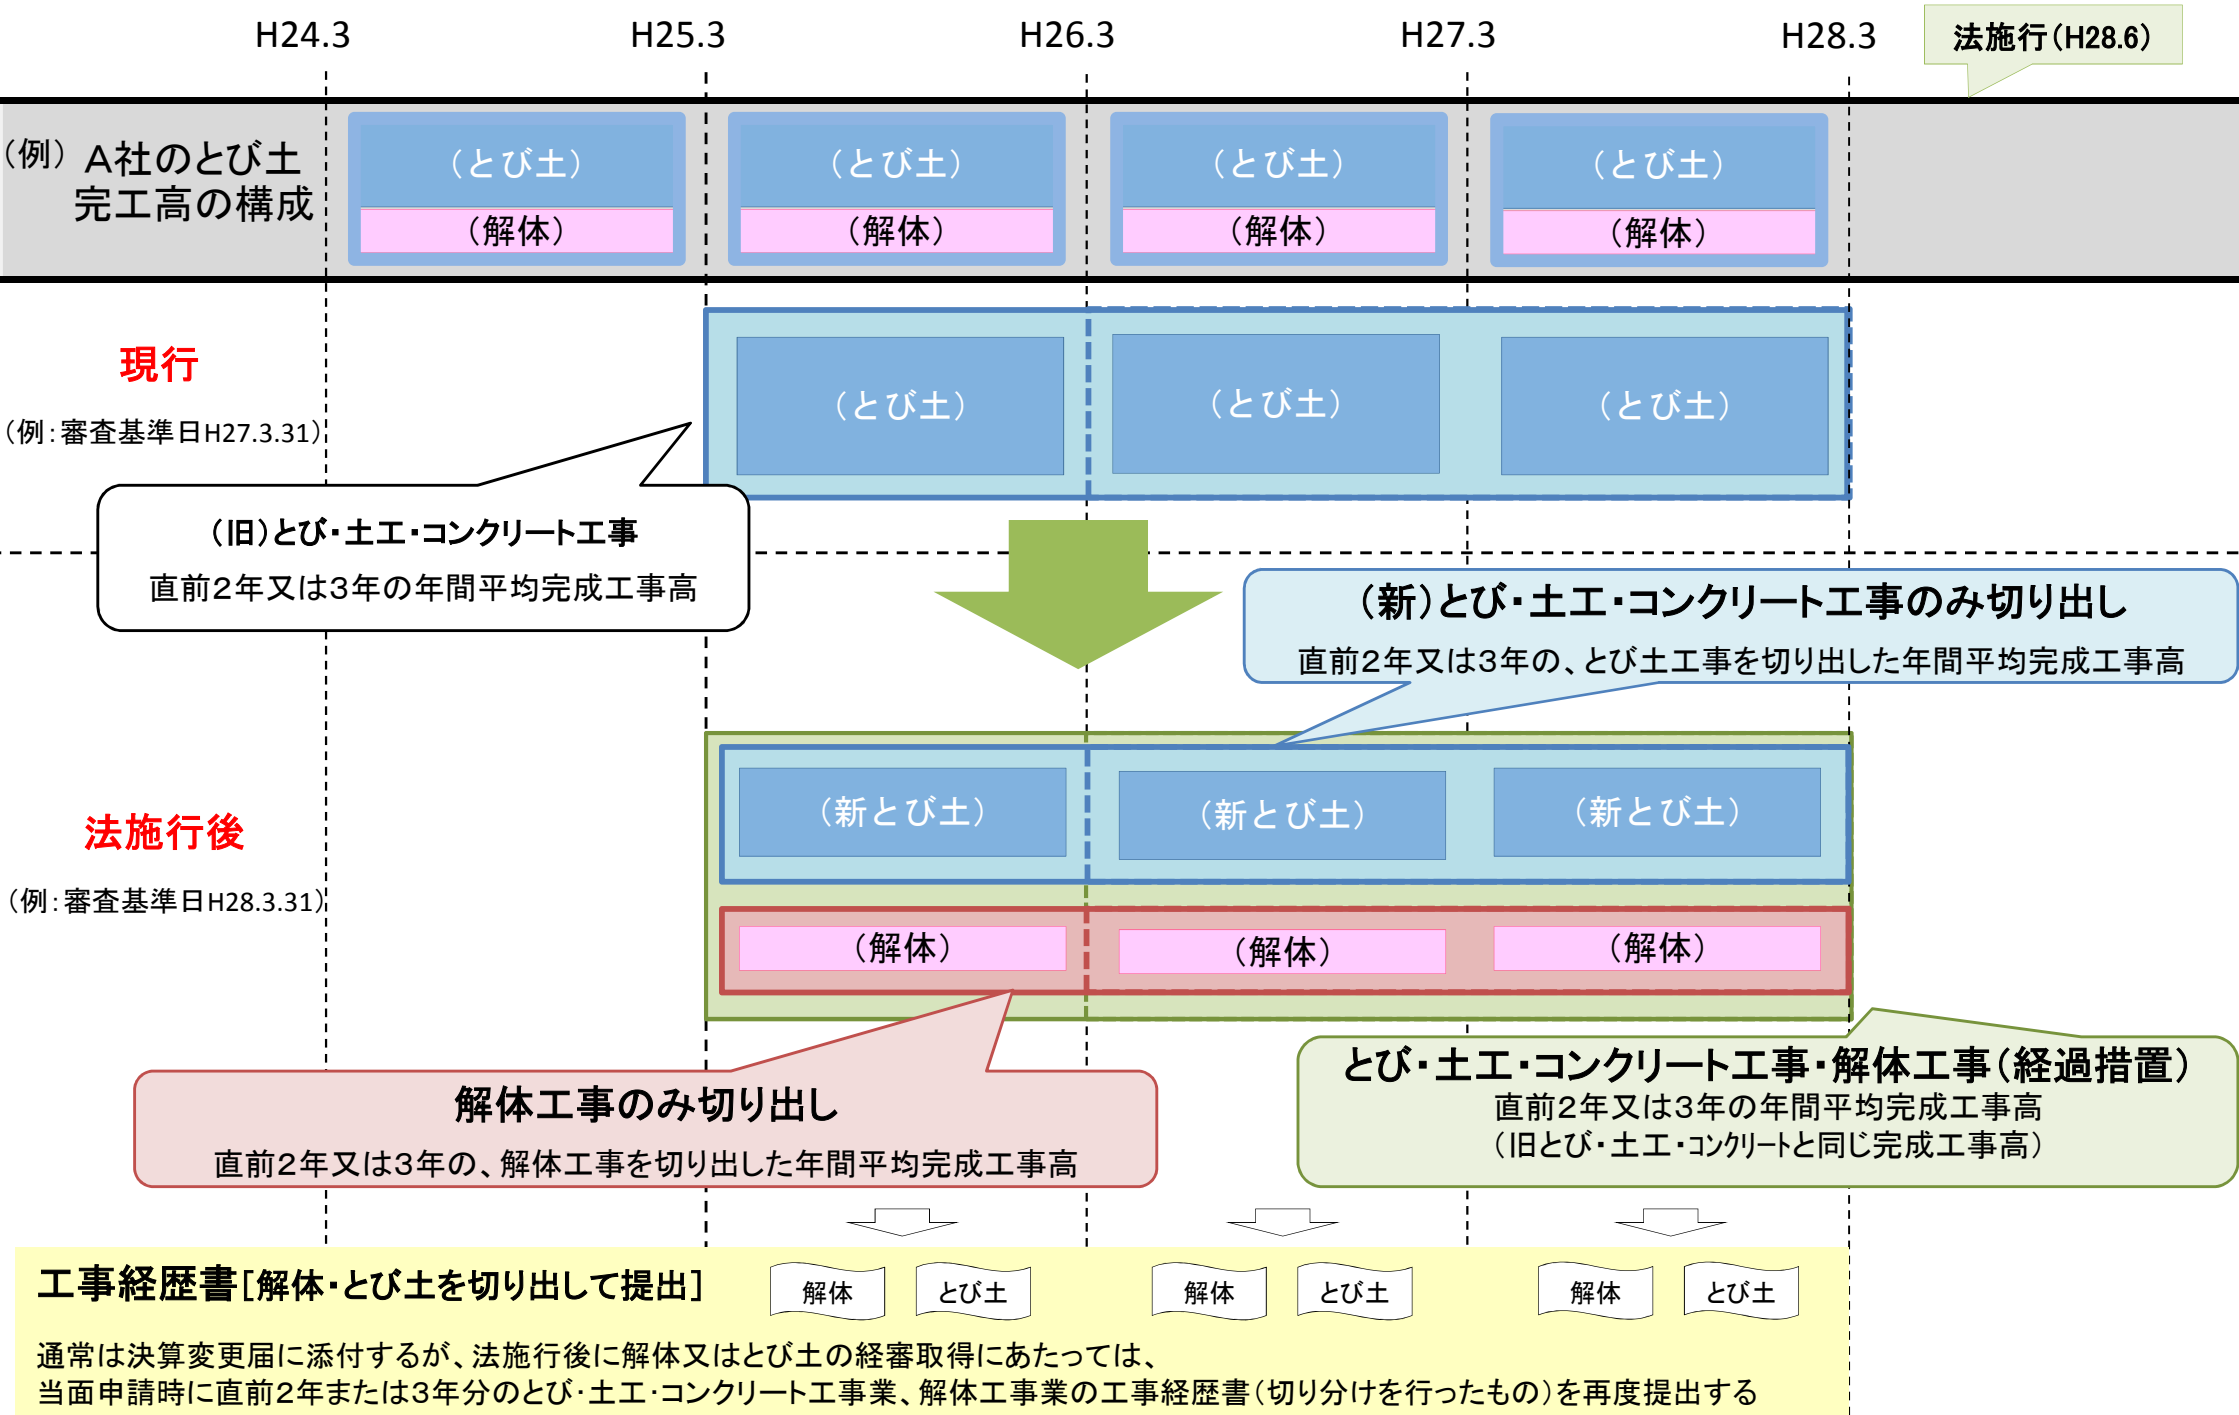 H24.3
H25.3
H26.3
H27.3
H28.3
法施行(H28.6)
(例)
A社のとび土
完工高の構成
(とび土)
(解体)
(とび土)
(解体)
(とび土)
(解体)
(とび土)
(解体)
現行
(例:審査基準日H27.3.31)
(とび土)
(とび土)
(とび土)
(旧)とび・土工・コンクリート工事
直前2年又は3年の年間平均完成工事高
(新)とび・土工・コンクリート工事のみ切り出し
直前2年又は3年の、とび土工事を切り出した年間平均完成工事高
法施行後
(例:審査基準日H28.3.31)
(新とび土)
(新とび土)
(新とび土)
(解体)
(解体)
(解体)
解体工事のみ切り出し
直前2年又は3年の、解体工事を切り出した年間平均完成工事高
とび・土工・コンクリート工事・解体工事(経過措置)
直前2年又は3年の年間平均完成工事高
(旧とび・土工・コンクリートと同じ完成工事高)
工事経歴書[解体・とび土を切り出して提出]
解体
とび土
解体
とび土
解体
とび土
通常は決算変更届に添付するが、法施行後に解体又はとび土の経審取得にあたっては、
当面申請時に直前2年または3年分のとび・土工・コンクリート工事業、解体工事業の工事経歴書(切り分けを行ったもの)を再度提出する